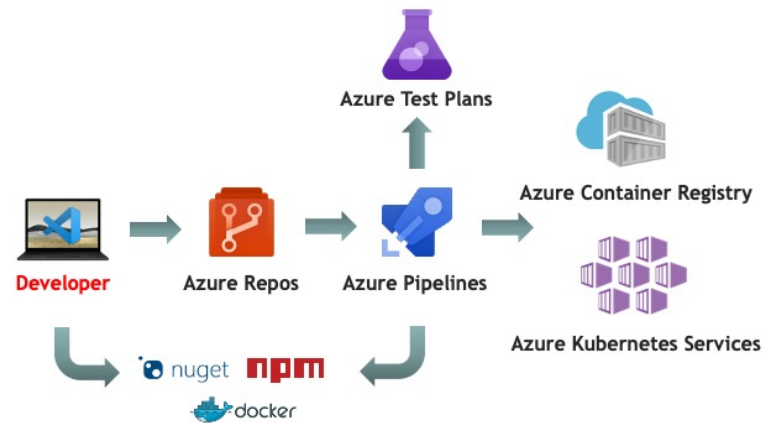 Azure Test Plans
Azure Container Registry
Developer
Azure Repos
Azure Pipelines
Azure Kubernetes Services
nuget
npm
docker